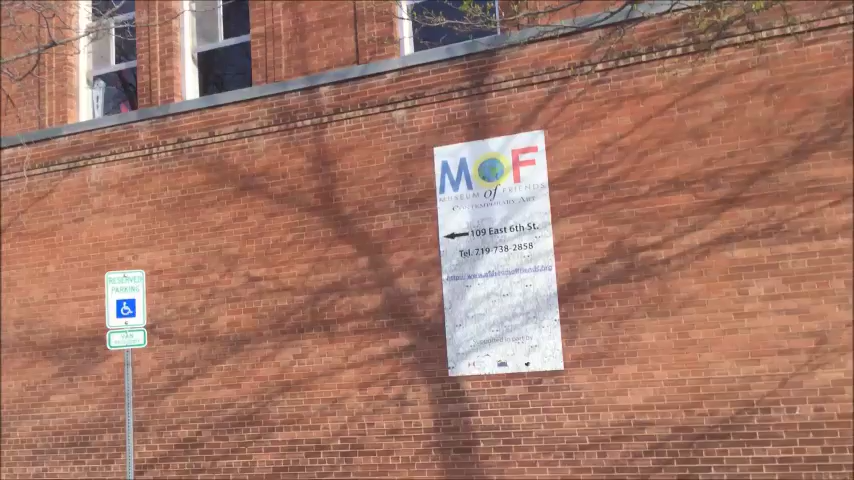 MOF
MUSEUM of FRIENDS
CONTEMPORARY ART
109 East 6th St.
Tel. 719-738-2858
RESERVED
PARKING
VAN